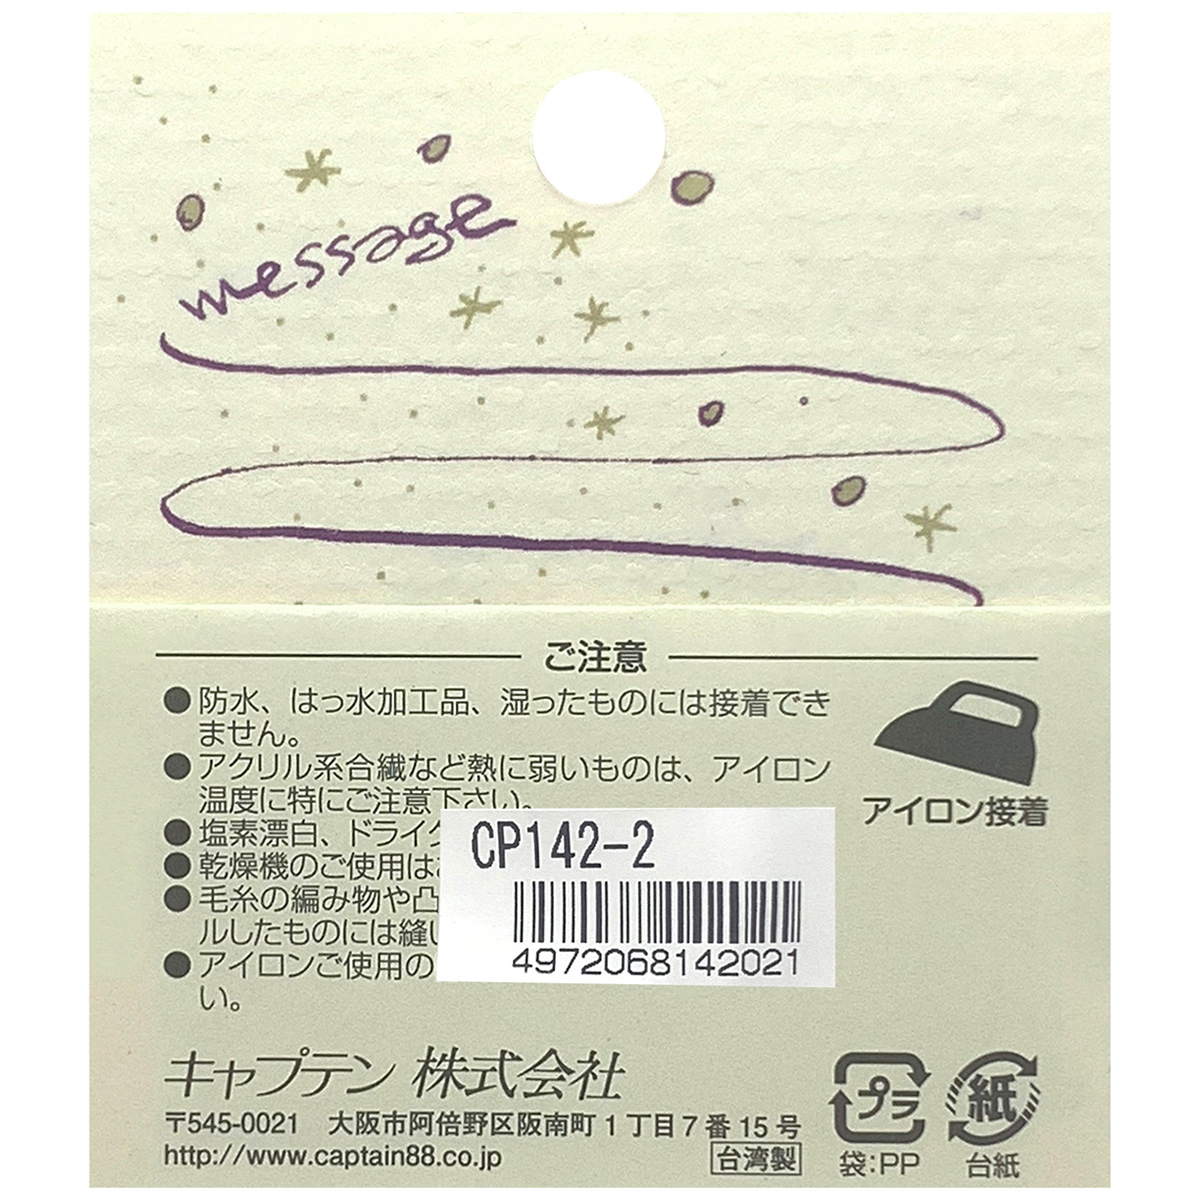 message
ご注意
●防水、はっ水加工品、湿ったものには接着でき
ません。
●アクリル系合繊など熱に弱いものは、アイロン
温度に特にご注意下さい。
●塩素漂白、ドライク
●乾燥機のご使用は
●毛糸の編み物や凸
ルしたものには縫い
●アイロンご使用の
い。
アイロン接着
CP142-2
4972068142021
キャプテン 株式会社
〒545-0021 大阪市阿倍野区阪南町1丁目7番15号
http://www.captain88.co.jp
台湾製
プラ
袋:PP
紙
台紙